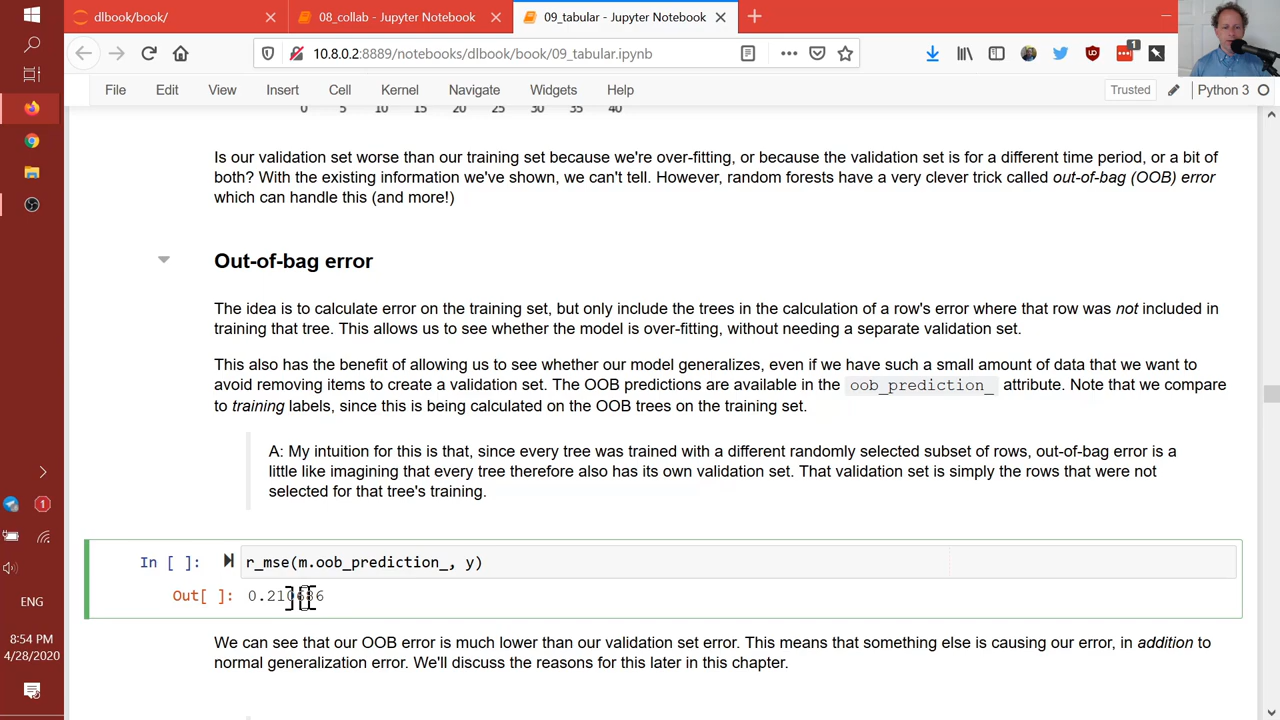 dlbook/book/
08_collab - Jupyter Notebook
09_tabular - Jupyter Notebook
10.8.0.2:8889/notebooks/dlbook/book/09_tabular.ipynb
1
File Edit View Insert Cell Kernel Navigate Widgets Help
Trusted
Python 3
0 5 10 15 20 25 30 35 40
Is our validation set worse than our training set because we're over-fitting, or because the validation set is for a different time period, or a bit of
both? With the existing information we've shown, we can't tell. However, random forests have a very clever trick called out-of-bag (OOB) error
which can handle this (and more!)
Out-of-bag error
The idea is to calculate error on the training set, but only include the trees in the calculation of a row's error where that row was not included in
training that tree. This allows us to see whether the model is over-fitting, without needing a separate validation set.
This also has the benefit of allowing us to see whether our model generalizes, even if we have such a small amount of data that we want to
avoid removing items to create a validation set. The OOB predictions are available in the oob_prediction_ attribute. Note that we compare
to training labels, since this is being calculated on the OOB trees on the training set.
A: My intuition for this is that, since every tree was trained with a different randomly selected subset of rows, out-of-bag error is a
little like imagining that every tree therefore also has its own validation set. That validation set is simply the rows that were not
selected for that tree's training.
In [ ]: r_mse(m.oob_prediction_, y)
Out[ ]:
We can see that our OOB error is much lower than our validation set error. This means that something else is causing our error, in addition to
normal generalization error. We'll discuss the reasons for this later in this chapter.
1
ENG
8:54 PM
4/28/2020